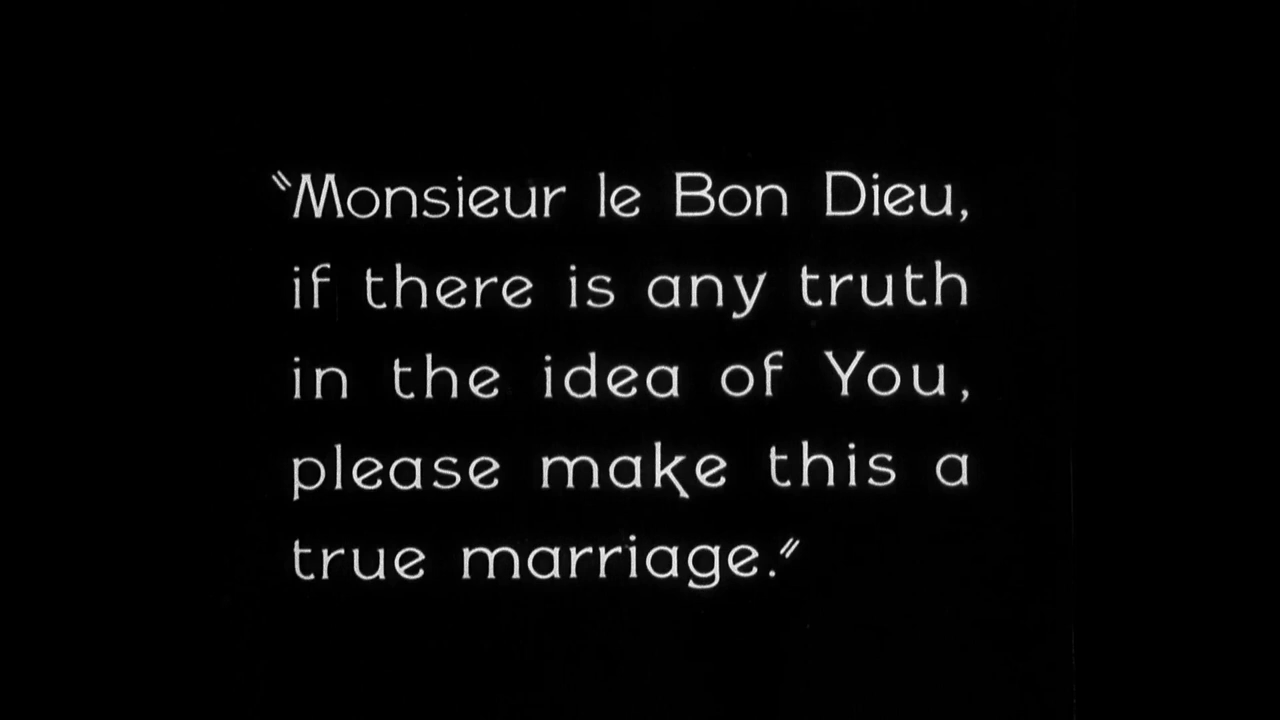 "Monsieur le Bon Dieu,
if there is any truth
in the idea of You,
please make this a
true marriage."